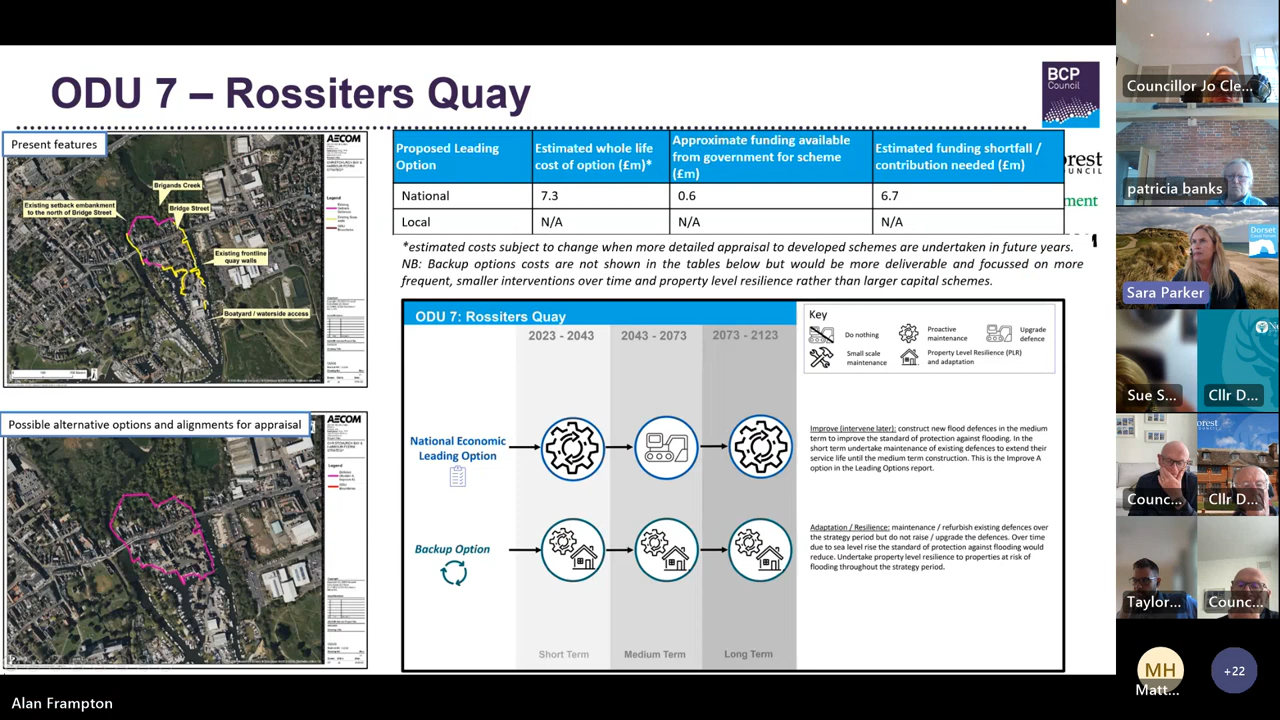 ODU 7 – Rossiters Quay
BCP
Council
Present features
AECOM
Brigands Creek
Bridge Street
Existing setback embankment
to the north of Bridge Street
Existing frontline
quay walls
Boatyard / waterside access
Legend
Possible alternative options and alignments for appraisal
AECOM
Legend
Proposed Leading
Option
Estimated whole life
cost of option (£m)*
Approximate funding available
from government for scheme
(£m)
Estimated funding shortfall /
contribution needed (£m)
National 7.3 0.6 6.7
Local N/A N/A N/A
orest
ment
*estimated costs subject to change when more detailed appraisal to developed schemes are undertaken in future years.
NB: Backup options costs are not shown in the tables below but would be more deliverable and focussed on more
frequent, smaller interventions over time and property level resilience rather than larger capital schemes.
ODU 7: Rossiters Quay
2023 - 2043 2043 - 2073 2073 - 2123
Key
Do nothing
Proactive
maintenance
Upgrade
defence
Small scale
maintenance
Property Level Resilience (PLR)
and adaptation
National Economic
Leading Option
Improve (intervene later): construct new flood defences in the medium
term to improve the standard of protection against flooding. In the
short term undertake maintenance of existing defences to extend their
service life until the medium term construction. This is the Improve A
option in the Leading Options report.
Backup Option
Adaptation / Resilience: maintenance / refurbish existing defences over
the strategy period but do not raise / upgrade the defences. Over time
due to sea level rise the standard of protection against flooding would
reduce. Undertake property level resilience to properties at risk of
flooding throughout the strategy period.
Short Term Medium Term Long Term
Councillor Jo Cle...
patricia banks
Dorset
Sara Parker
Sue S...
Cllr D...
Counc...
Cllr D...
Taylor...
Counc...
MH
Matt...
+22
Alan Frampton